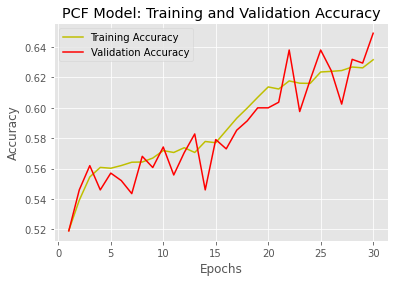 PCF Model: Training and Validation Accuracy
Training Accuracy
Validation Accuracy
0.64
0.62
0.60
0.58
0.56
0.54
0.52
Accuracy
0
5
10
15
20
25
30
Epochs